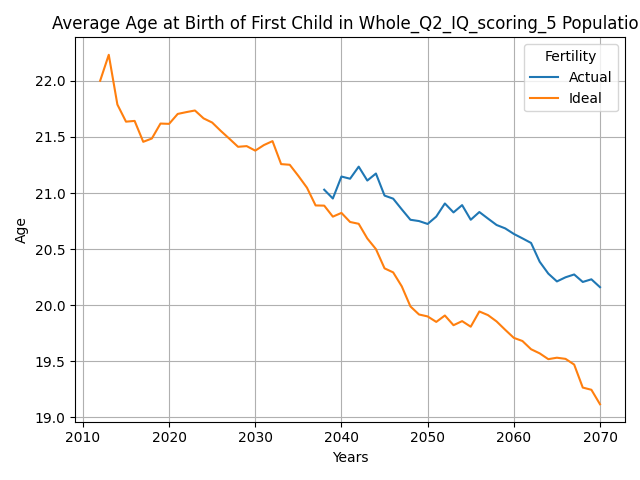 Average Age at Birth of First Child in Whole_Q2_IQ_scoring_5 Populatio
Fertility
Actual
Ideal
22.0
21.5
21.0
20.5
20.0
19.5
19.0
Age
2010 2020 2030 2040 2050 2060 2070
Years